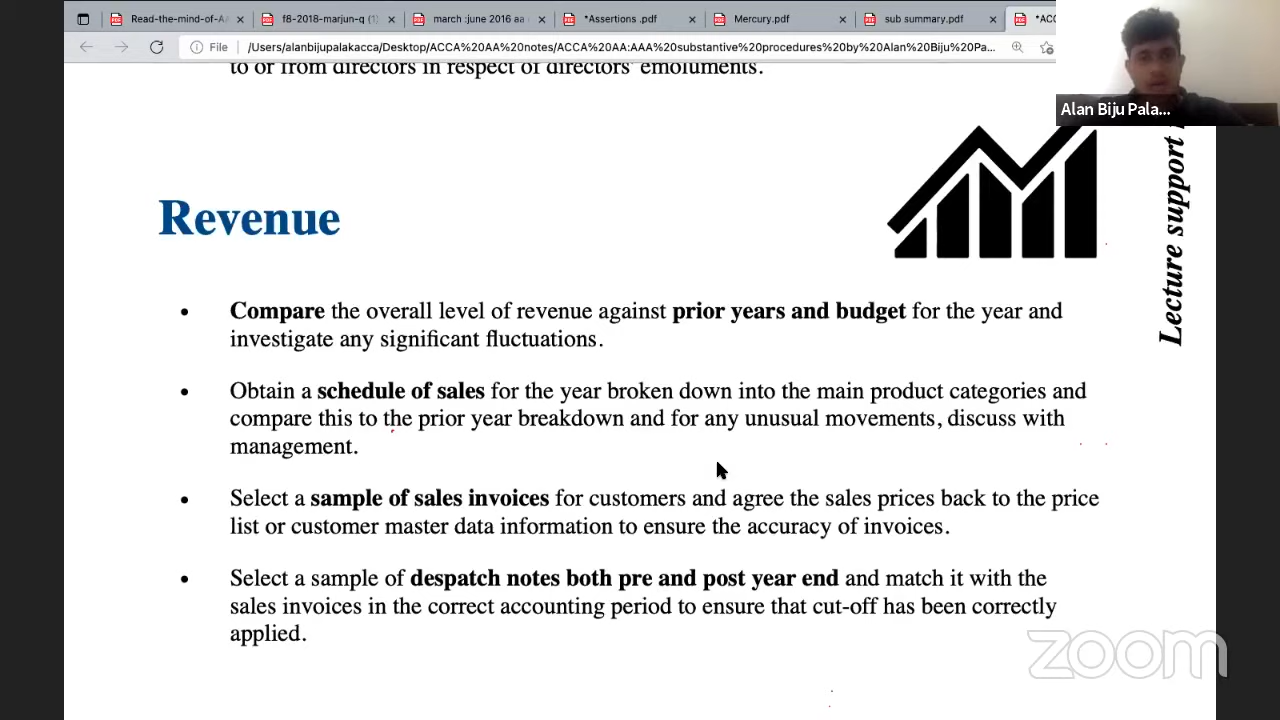 Read-the-mind-of-A
f8-2018-marjun-q (1)
march :june 2016 aa
*Assertions .pdf
Mercury.pdf
sub summary.pdf
*ACC
File
/Users/alanbijupalakacca/Desktop/ACCA%20AA%20notes/ACCA%20AA:AAA%20substantive%20procedures%20by%20Alan%20Biju%20Pa...
Alan Biju Pala...
to or from directors in respect of directors' emoluments.
Lecture support
Revenue
• Compare the overall level of revenue against prior years and budget for the year and
investigate any significant fluctuations.
• Obtain a schedule of sales for the year broken down into the main product categories and
compare this to the prior year breakdown and for any unusual movements, discuss with
management.
• Select a sample of sales invoices for customers and agree the sales prices back to the price
list or customer master data information to ensure the accuracy of invoices.
• Select a sample of despatch notes both pre and post year end and match it with the
sales invoices in the correct accounting period to ensure that cut-off has been correctly
applied.
zoom